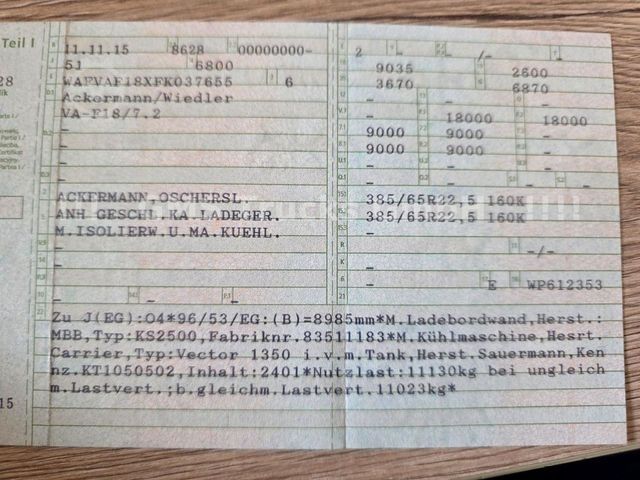 Teil I
11.11.15 8628 00000000- 2 - - -/- -
51 6800 9035 2600
WAFVAF18XFK037655 6 3670 6870
Ackermann/Wiedler - -
VA-F18/7.2 - 18000 18000
- 9000 9000 -
- 9000 9000 -
- - - -
ACKERMANN,OSCHERSL. 385/65R22,5 160K
ANH GESCHL.KA.LADEGER. 385/65R22,5 160K
M.ISOLIERW.U.MA.KUEHL. -
- - -/-
- -
- - - - E WP612353
Zu J(EG):04*96/53/EG:(B)=8985mm*M.Ladebordwand,Herst.:
MBB,Typ:KS2500,Fabriknr.83511183*M.Kühlmaschine,Hesrt.
Carrier,Typ:Vector 1350 i.v.m.Tank,Herst.Sauermann,Ken
nz.KT1050502,Inhalt:240l*Nutzlast:11130kg bei ungleich
m.Lastvert.;b.gleichm.Lastvert.11023kg*